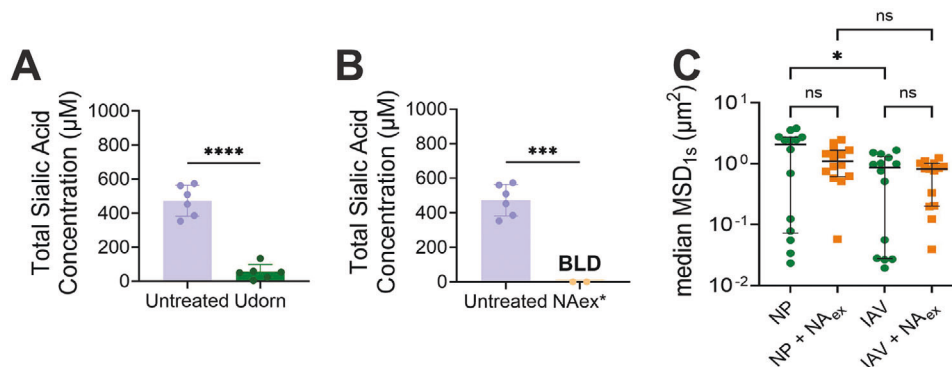 A
Total Sialic Acid
Concentration (µM)
1000
800
600
400
200
0
****
Untreated Udorn
B
Total Sialic Acid
Concentration (µM)
1000
800
600
400
200
0
***
BLD
Untreated NAex*
C
median MSD1s (µm²)
10¹
10⁰
10⁻¹
10⁻²
ns
*
ns
ns
NP
NP + NAex
IAV
IAV + NAex